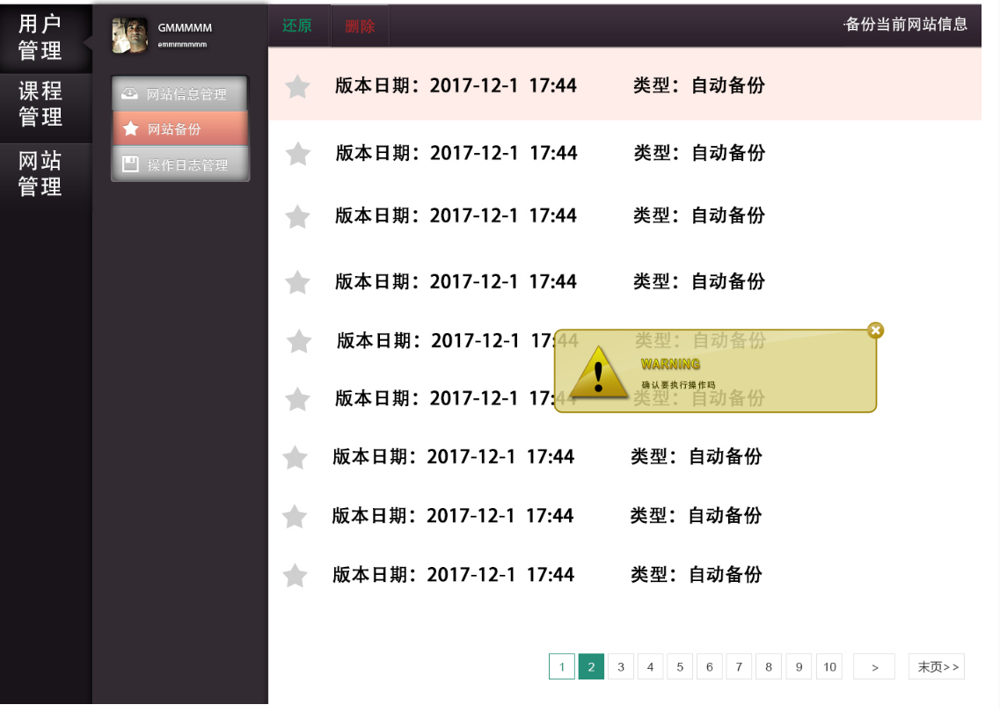 用户
管理
课程
管理
网站
管理
GMMMMM
emmmmmmm
网站信息管理
网站备份
操作日志管理
还原
删除
·备份当前网站信息
版本日期：2017-12-1 17:44 类型：自动备份
版本日期：2017-12-1 17:44 类型：自动备份
版本日期：2017-12-1 17:44 类型：自动备份
版本日期：2017-12-1 17:44 类型：自动备份
版本日期：2017-12-1 17:44 类型：自动备份
WARNING
确认要执行操作吗
版本日期：2017-12-1 17:44 类型：自动备份
版本日期：2017-12-1 17:44 类型：自动备份
版本日期：2017-12-1 17:44 类型：自动备份
版本日期：2017-12-1 17:44 类型：自动备份
1 2 3 4 5 6 7 8 9 10 > 末页>>